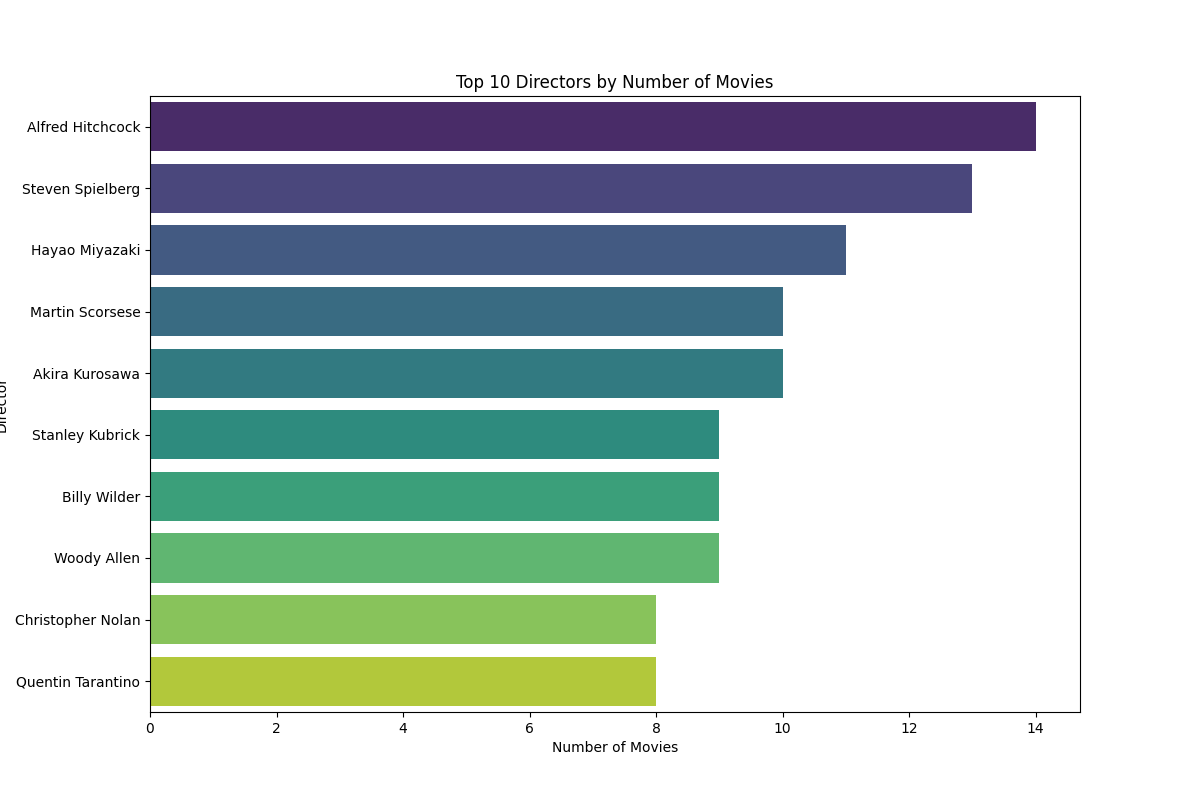 Top 10 Directors by Number of Movies
Alfred Hitchcock
Steven Spielberg
Hayao Miyazaki
Martin Scorsese
Akira Kurosawa
Director
Stanley Kubrick
Billy Wilder
Woody Allen
Christopher Nolan
Quentin Tarantino
0 2 4 6 8 10 12 14
Number of Movies